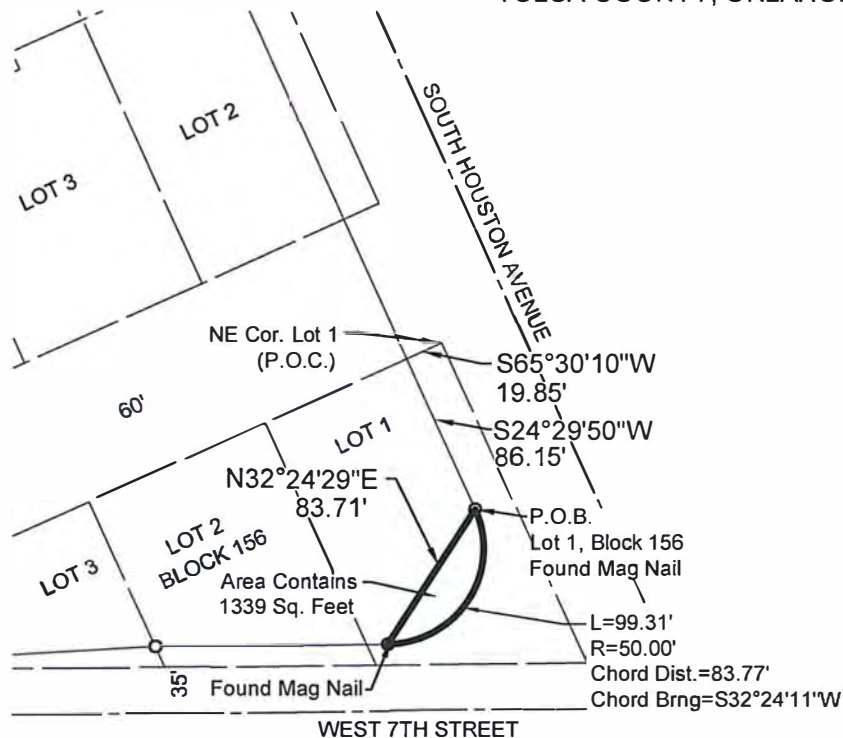 SOUTH HOUSTON AVENUE
LOT 2
LOT 3
NE Cor. Lot 1
(P.O.C.)
S65°30'10"W
19.85'
60'
S24°29'50"W
86.15'
LOT 1
N32°24'29"E
83.71'
P.O.B.
Lot 1, Block 156
Found Mag Nail
LOT 2
BLOCK 156
LOT 3
Area Contains
1339 Sq. Feet
L=99.31'
R=50.00'
Chord Dist.=83.77'
Chord Brng=S32°24'11"W
35'
Found Mag Nail
WEST 7TH STREET